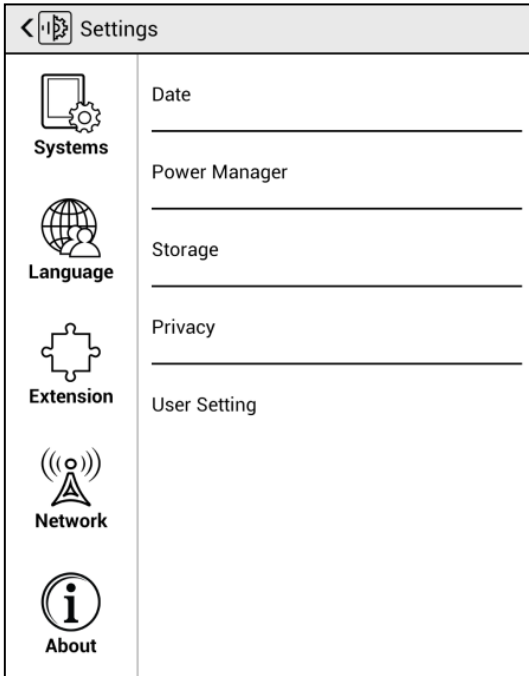 Settings
Systems
Language
Extension
Network
About
Date
Power Manager
Storage
Privacy
User Setting